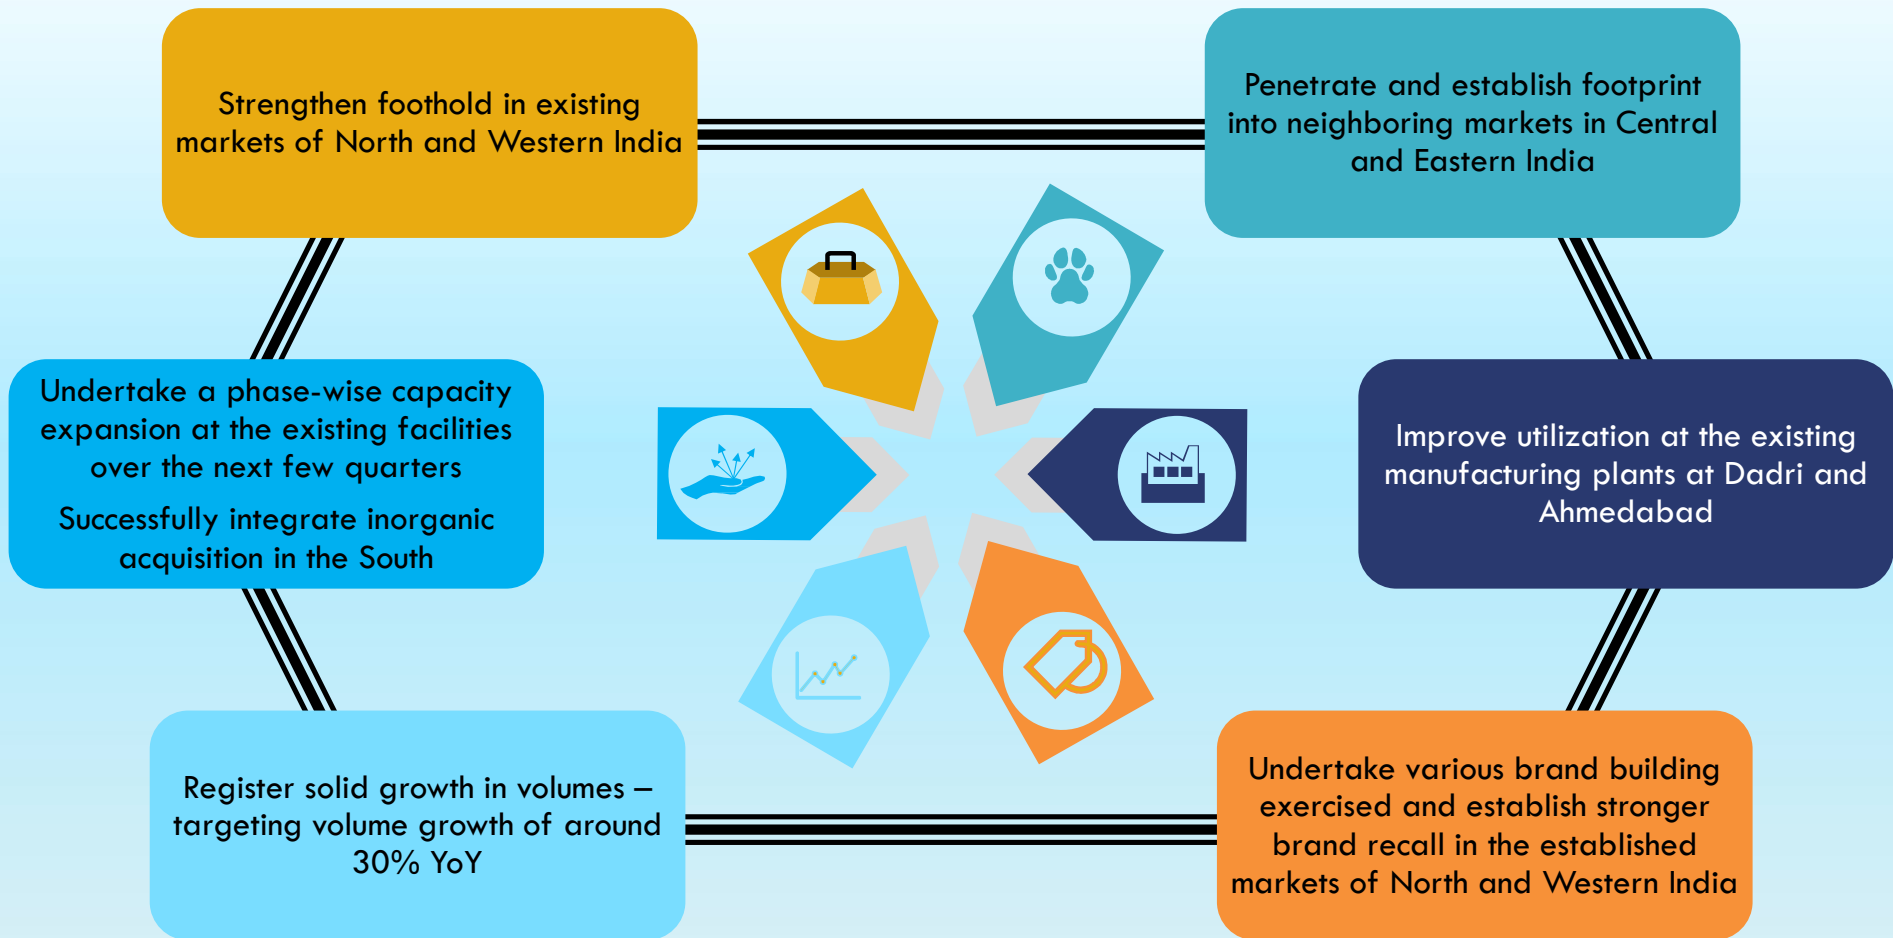 Strengthen foothold in existing
markets of North and Western India
Penetrate and establish footprint
into neighboring markets in Central
and Eastern India
Undertake a phase-wise capacity
expansion at the existing facilities
over the next few quarters
Successfully integrate inorganic
acquisition in the South
Improve utilization at the existing
manufacturing plants at Dadri and
Ahmedabad
Register solid growth in volumes –
targeting volume growth of around
30% YoY
Undertake various brand building
exercised and establish stronger
brand recall in the established
markets of North and Western India